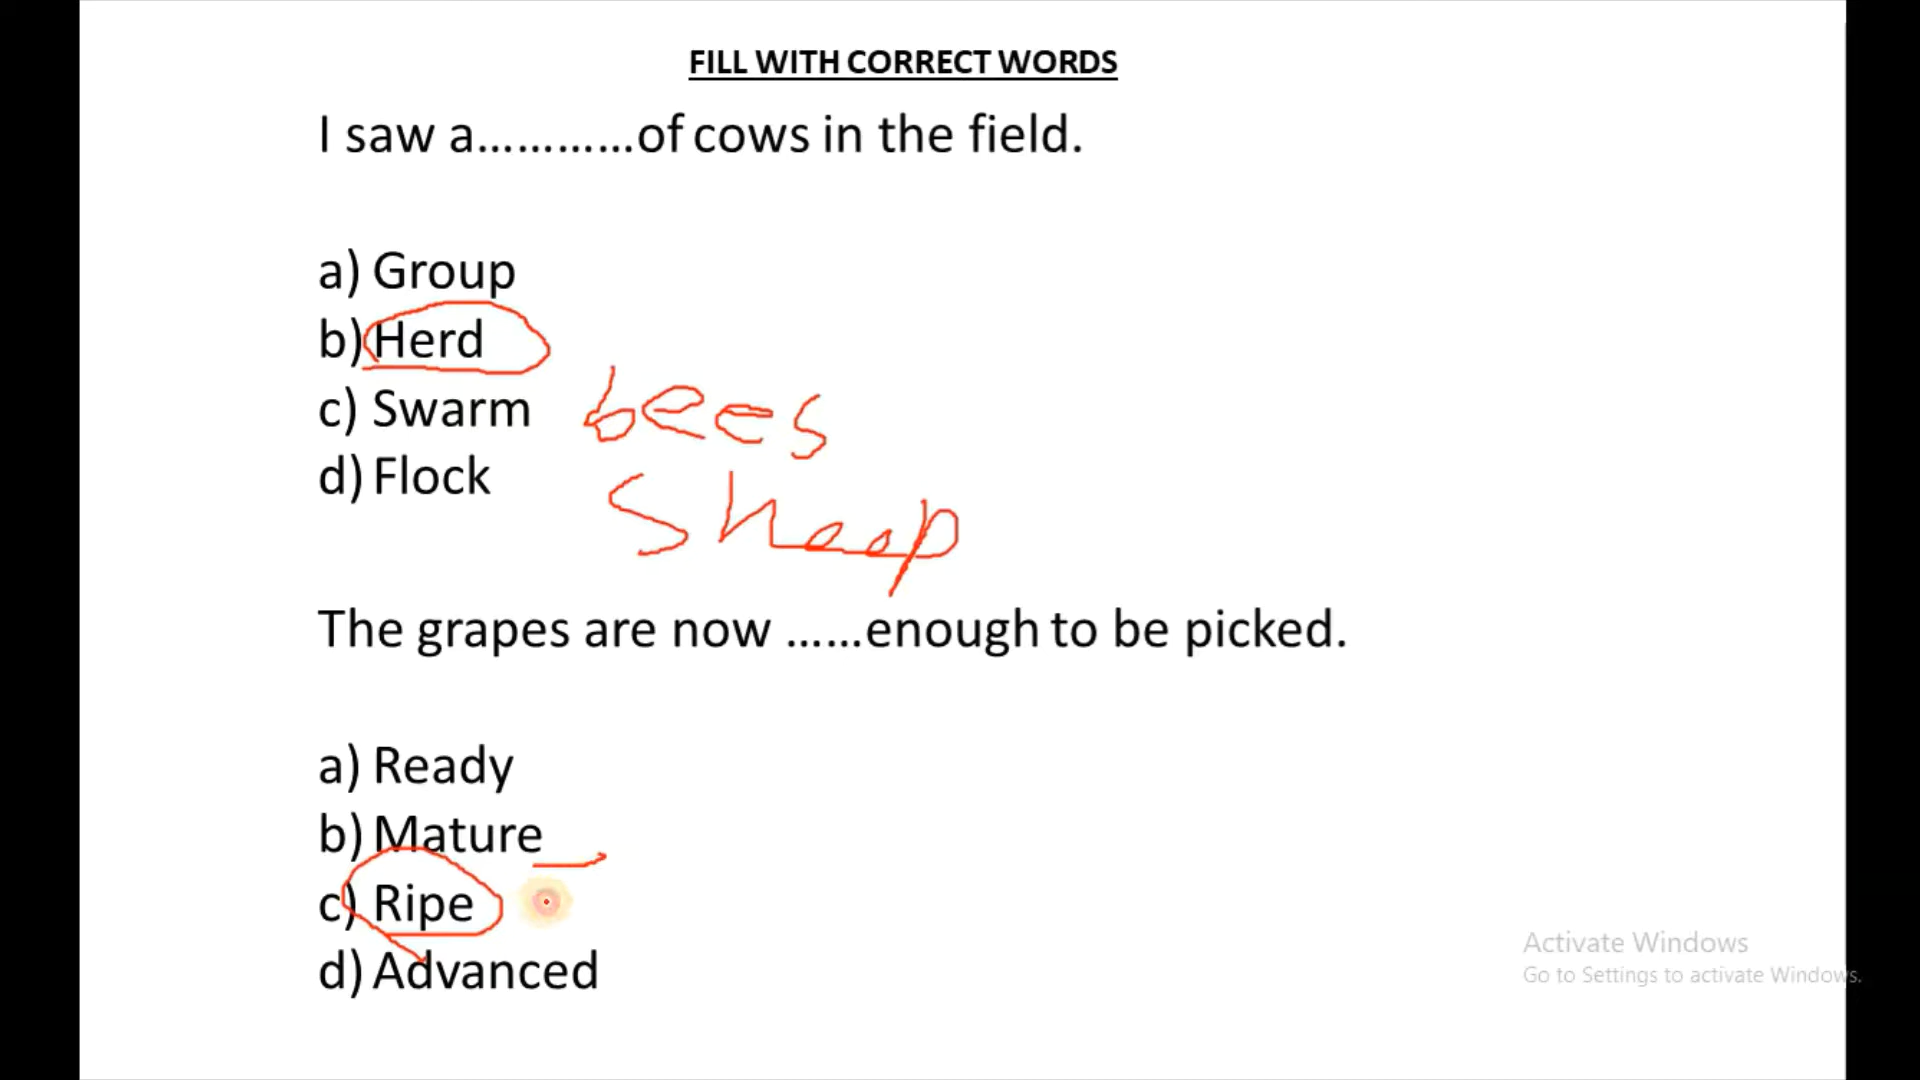 FILL WITH CORRECT WORDS
I saw a............of cows in the field.
a) Group
b) Herd
c) Swarm bees
d) Flock sheep
The grapes are now ......enough to be picked.
a) Ready
b) Mature
c) Ripe
d) Advanced
Activate Windows
Go to Settings to activate Windows.